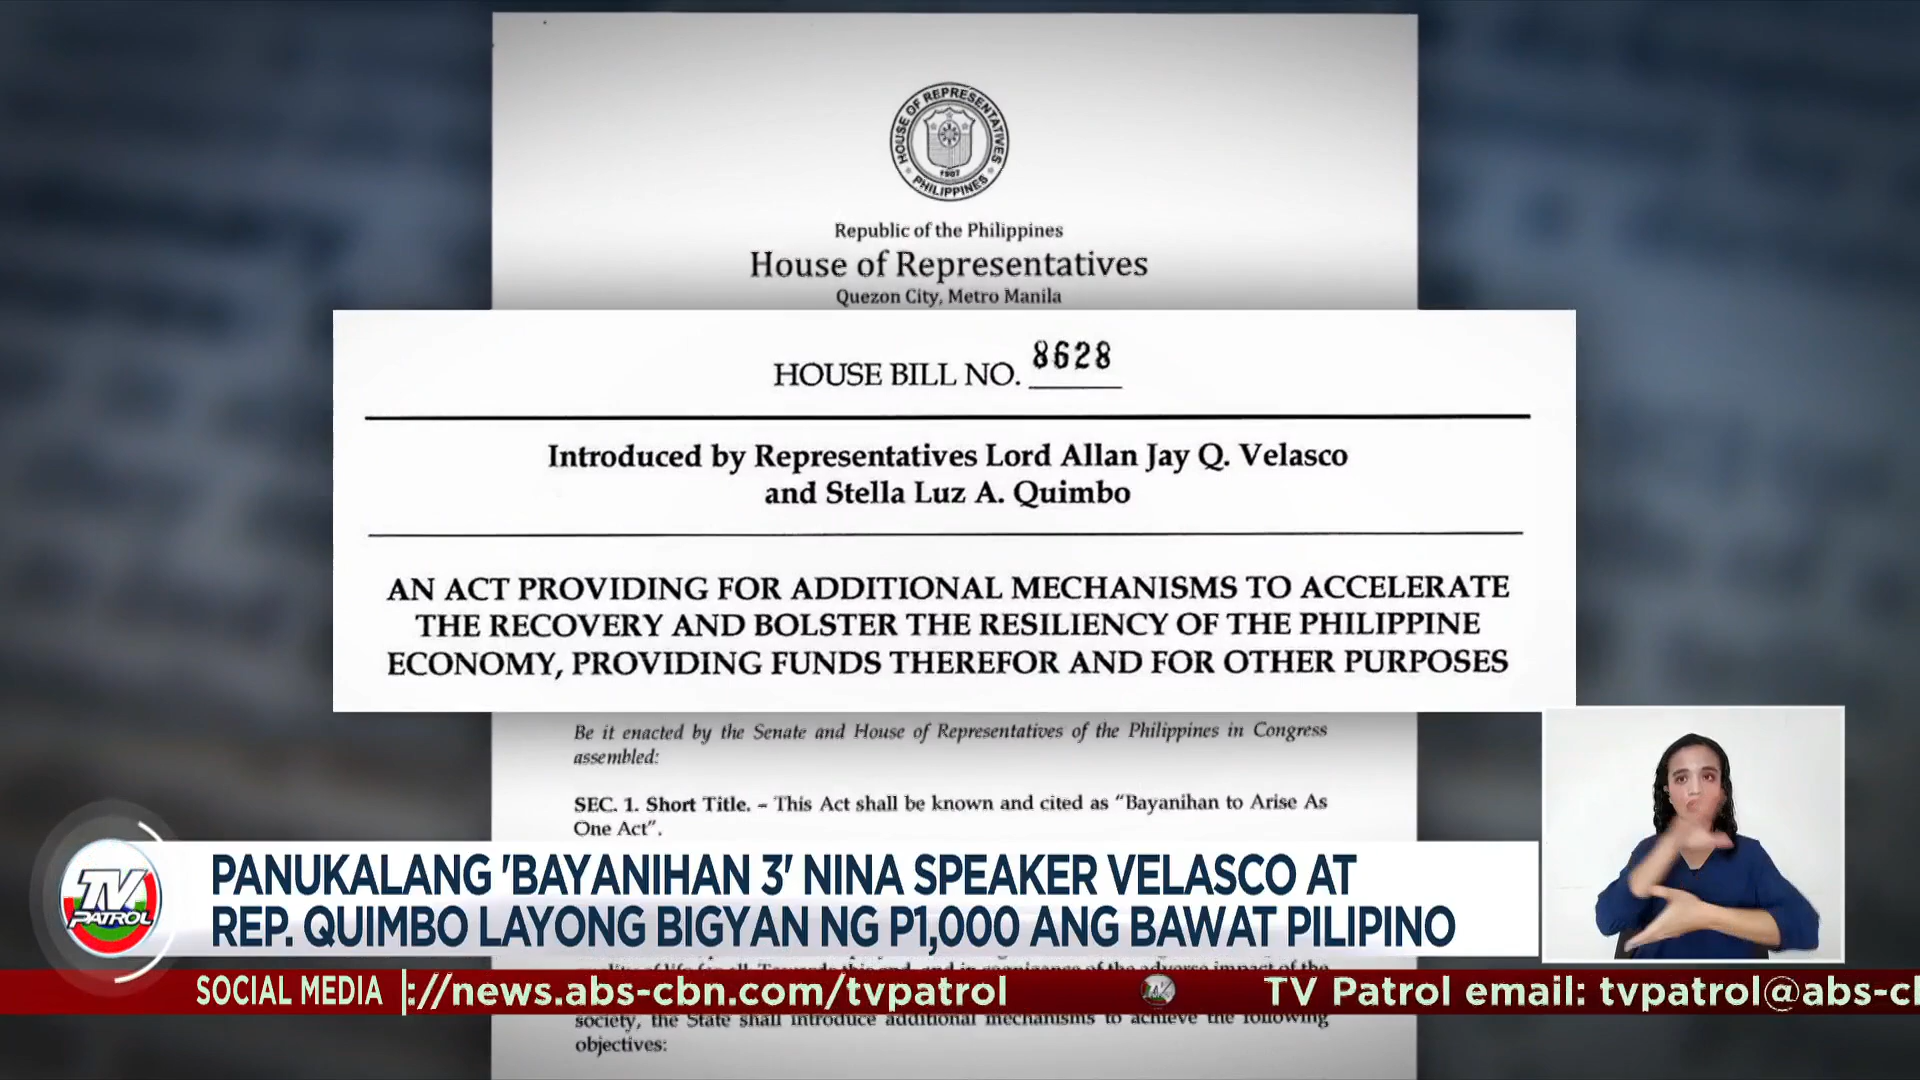 HOUSE OF REPRESENTATIVES
1907
PHILIPPINES
Republic of the Philippines
House of Representatives
Quezon City, Metro Manila
HOUSE BILL NO. 8628
Introduced by Representatives Lord Allan Jay Q. Velasco
and Stella Luz A. Quimbo
AN ACT PROVIDING FOR ADDITIONAL MECHANISMS TO ACCELERATE
THE RECOVERY AND BOLSTER THE RESILIENCY OF THE PHILIPPINE
ECONOMY, PROVIDING FUNDS THEREFOR AND FOR OTHER PURPOSES
Be it enacted by the Senate and House of Representatives of the Philippines in Congress
assembled:
SEC. 1. Short Title. – This Act shall be known and cited as "Bayanihan to Arise As
One Act".
TV PATROL
PANUKALANG 'BAYANIHAN 3' NINA SPEAKER VELASCO AT
REP. QUIMBO LAYONG BIGYAN NG P1,000 ANG BAWAT PILIPINO
SOCIAL MEDIA ://news.abs-cbn.com/tvpatrol TV Patrol email: tvpatrol@abs-cb
society, the State shall introduce additional mechanisms to achieve the following
objectives: